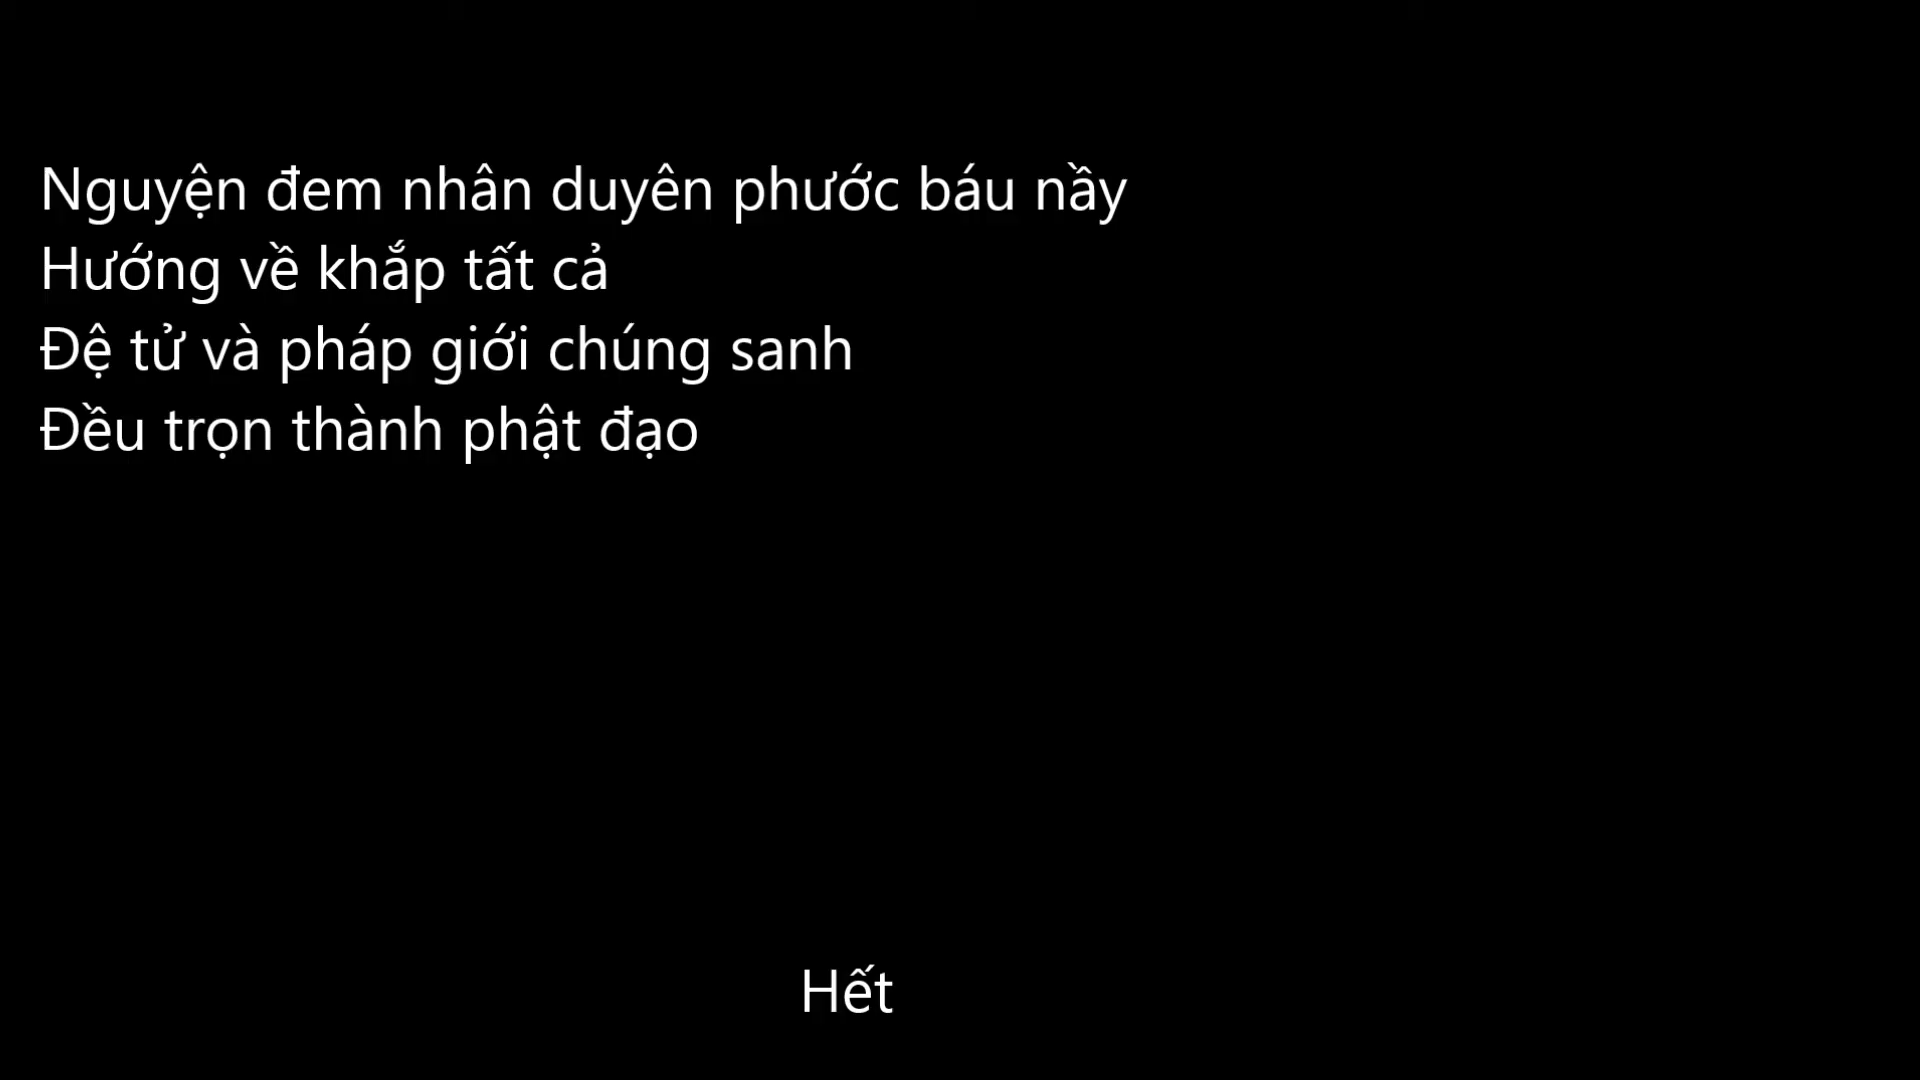 Nguyện đem nhân duyên phước báu nầy
Hướng về khắp tất cả
Đệ tử và pháp giới chúng sanh
Đều trọn thành phật đạo
Hết